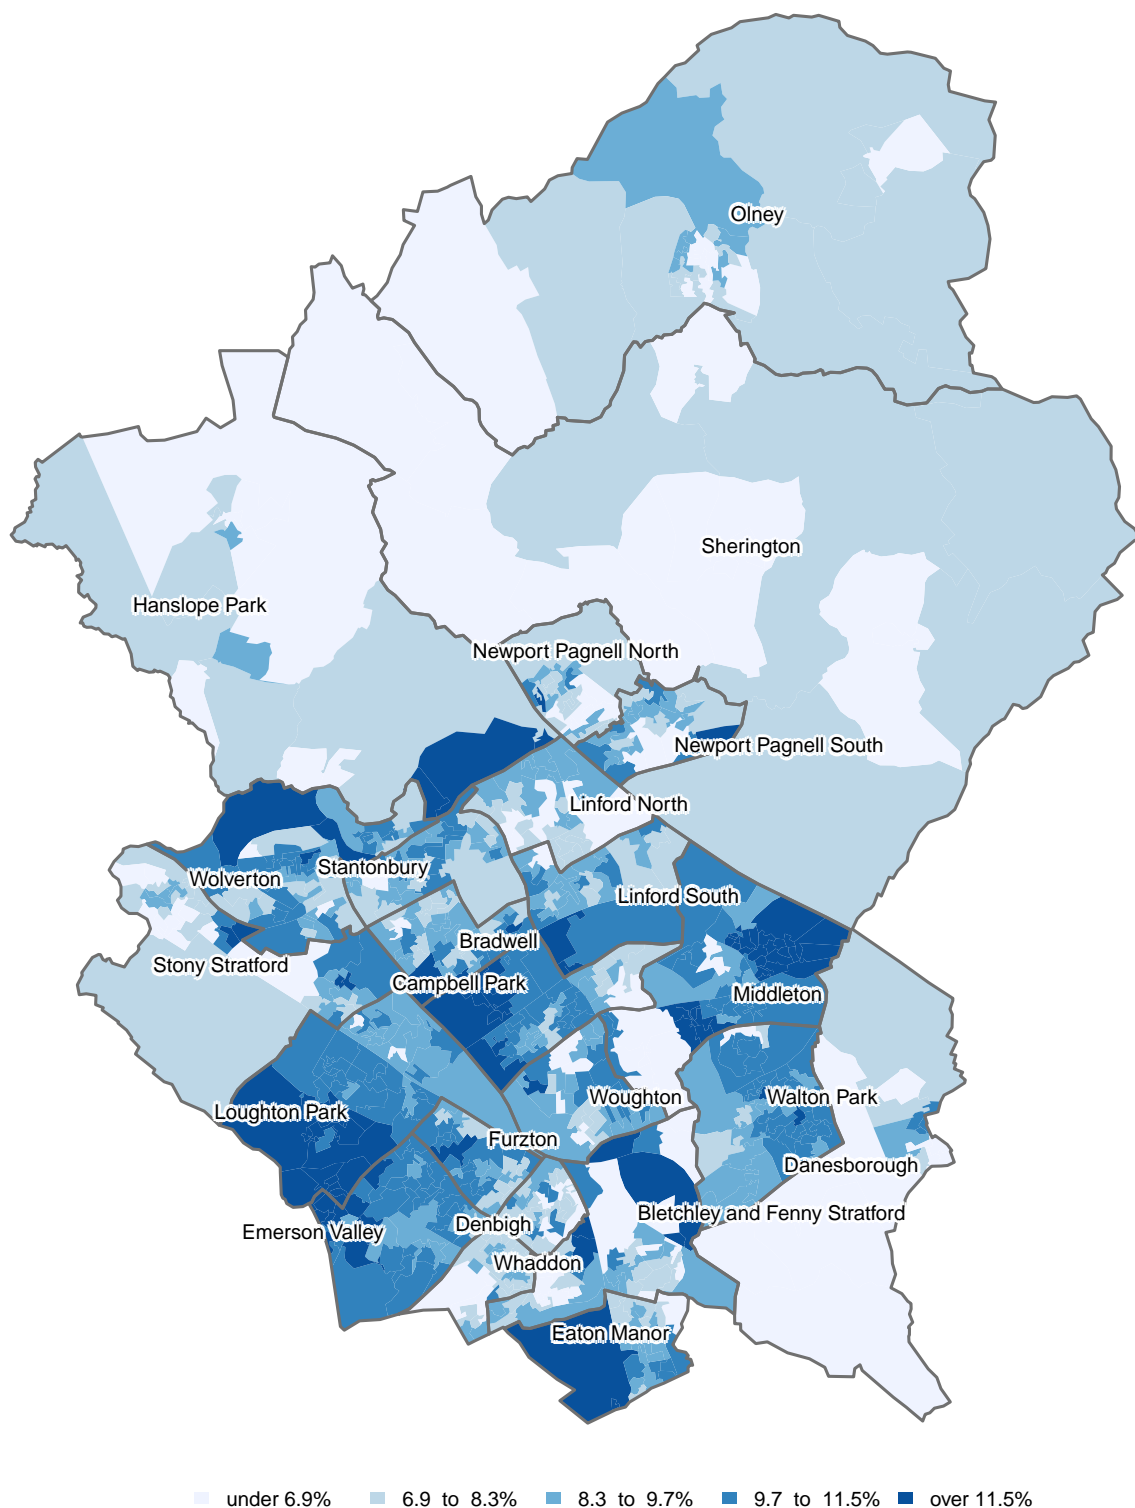 Olney
Sherington
Hanslope Park
Newport Pagnell North
Newport Pagnell South
Linford North
Stantonbury
Wolverton
Linford South
Bradwell
Stony Stratford
Campbell Park
Middleton
Woughton
Walton Park
Loughton Park
Furzton
Danesborough
Bletchley and Fenny Stratford
Denbigh
Emerson Valley
Whaddon
Eaton Manor
under 6.9% 6.9 to 8.3% 8.3 to 9.7% 9.7 to 11.5% over 11.5%